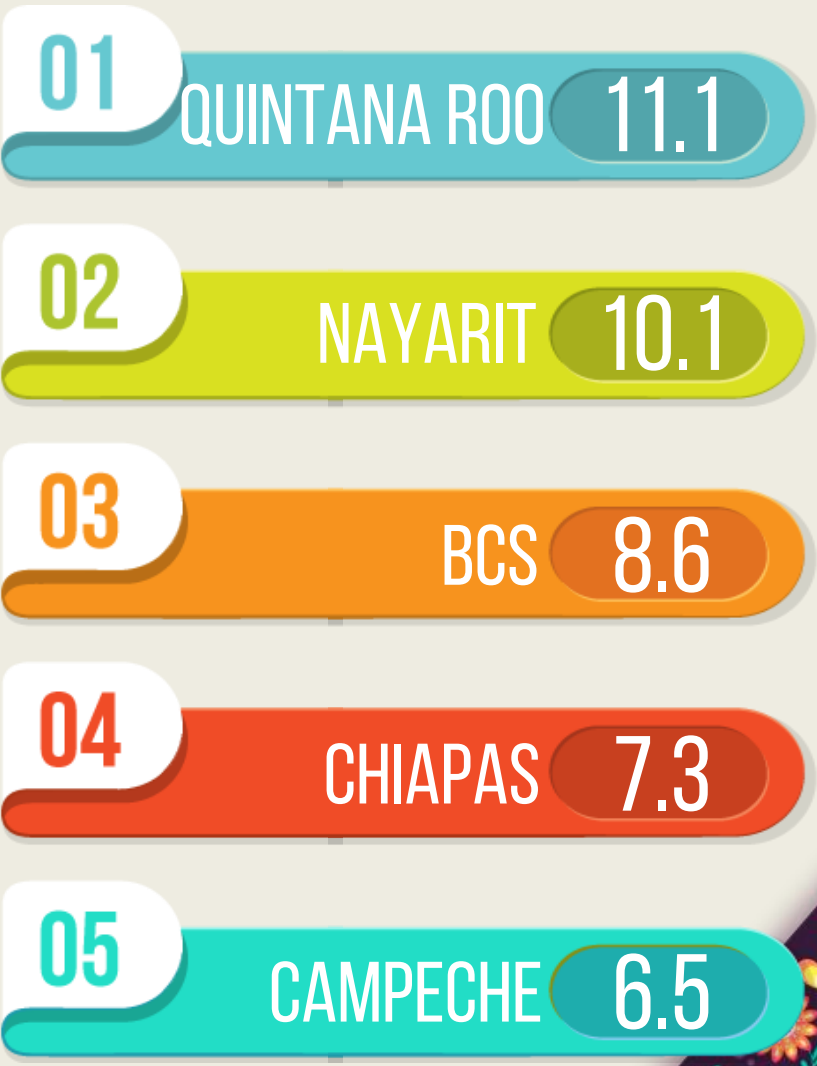 01
QUINTANA ROO 11.1
02
NAYARIT 10.1
03
BCS 8.6
04
CHIAPAS 7.3
05
CAMPECHE 6.5